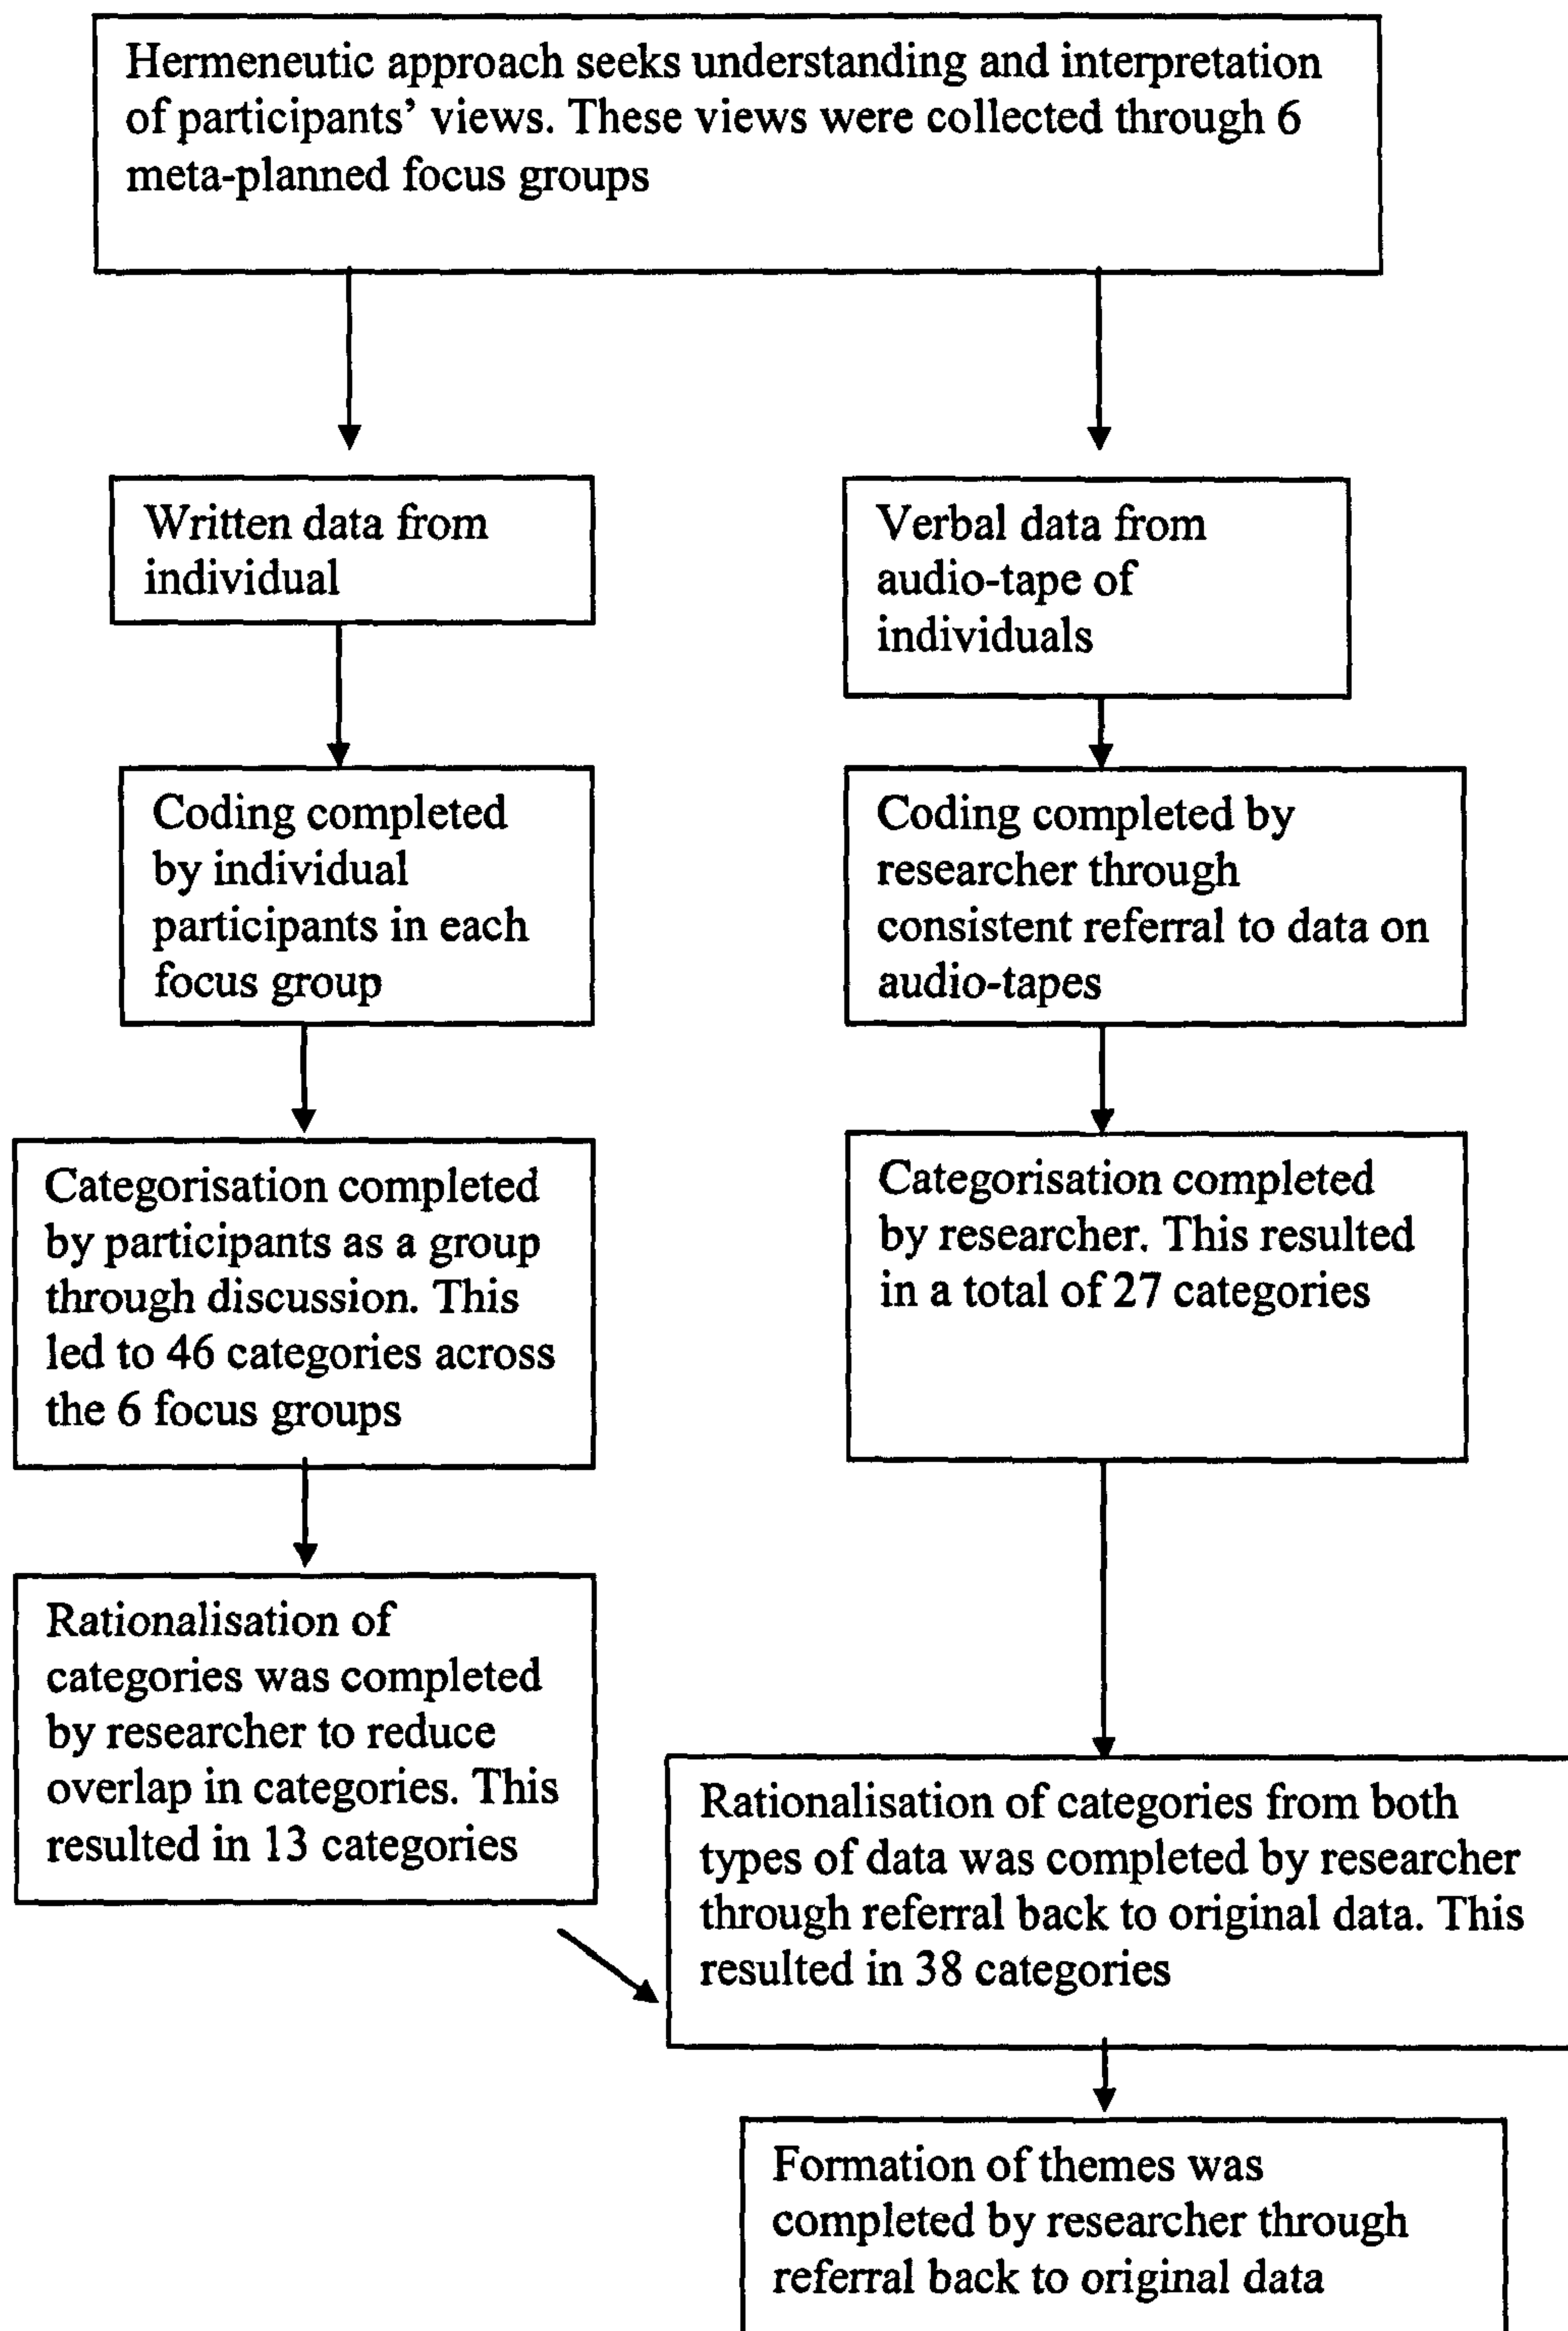 Hermeneutic approach seeks understanding and interpretation
of participants' views. These views were collected through 6
meta-planned focus groups
Written data from
individual
Verbal data from
audio-tape of
individuals
Coding completed
by individual
participants in each
focus group
Coding completed by
researcher through
consistent referral to data on
audio-tapes
Categorisation completed
by participants as a group
through discussion. This
led to 46 categories across
the 6 focus groups
Categorisation completed
by researcher. This resulted
in a total of 27 categories
Rationalisation of
categories was completed
by researcher to reduce
overlap in categories. This
resulted in 13 categories
Rationalisation of categories from both
types of data was completed by researcher
through referral back to original data. This
resulted in 38 categories
Formation of themes was
completed by researcher through
referral back to original data